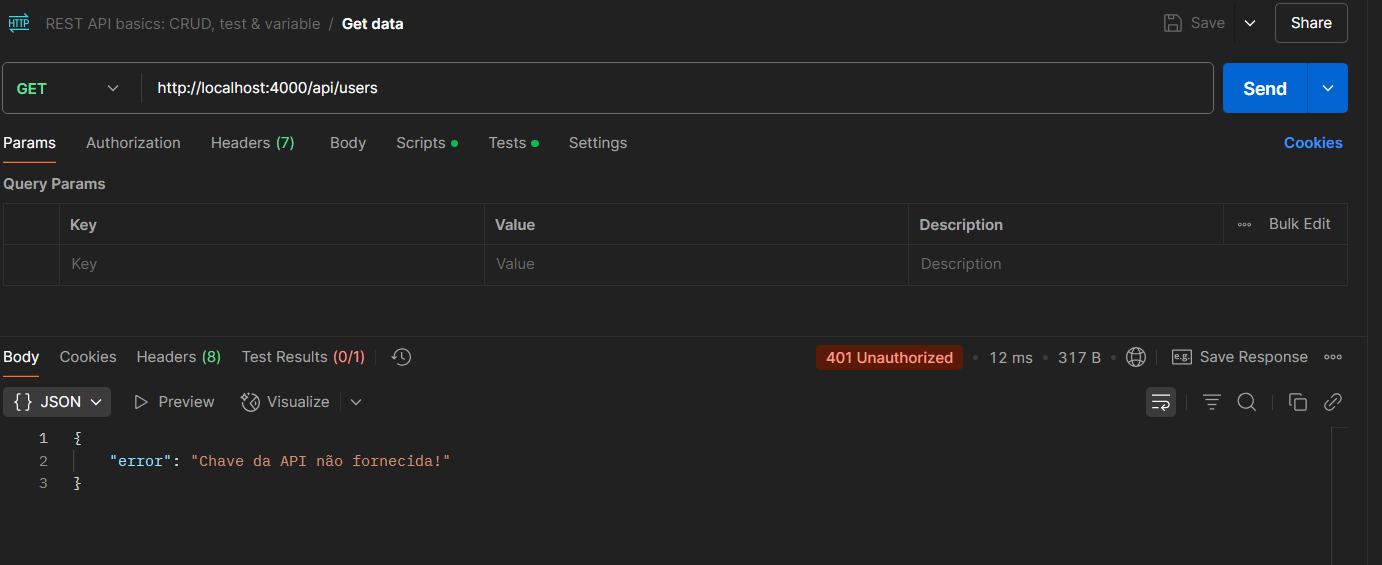 HTTP REST API basics: CRUD, test & variable / Get data Save Share
GET http://localhost:4000/api/users Send
Params Authorization Headers (7) Body Scripts Tests Settings Cookies
Query Params
Key Value Description Bulk Edit
Key Value Description
Body Cookies Headers (8) Test Results (0/1) 401 Unauthorized 12 ms 317 B e.g. Save Response
{} JSON Preview Visualize
1 {
2 "error": "Chave da API não fornecida!"
3 }